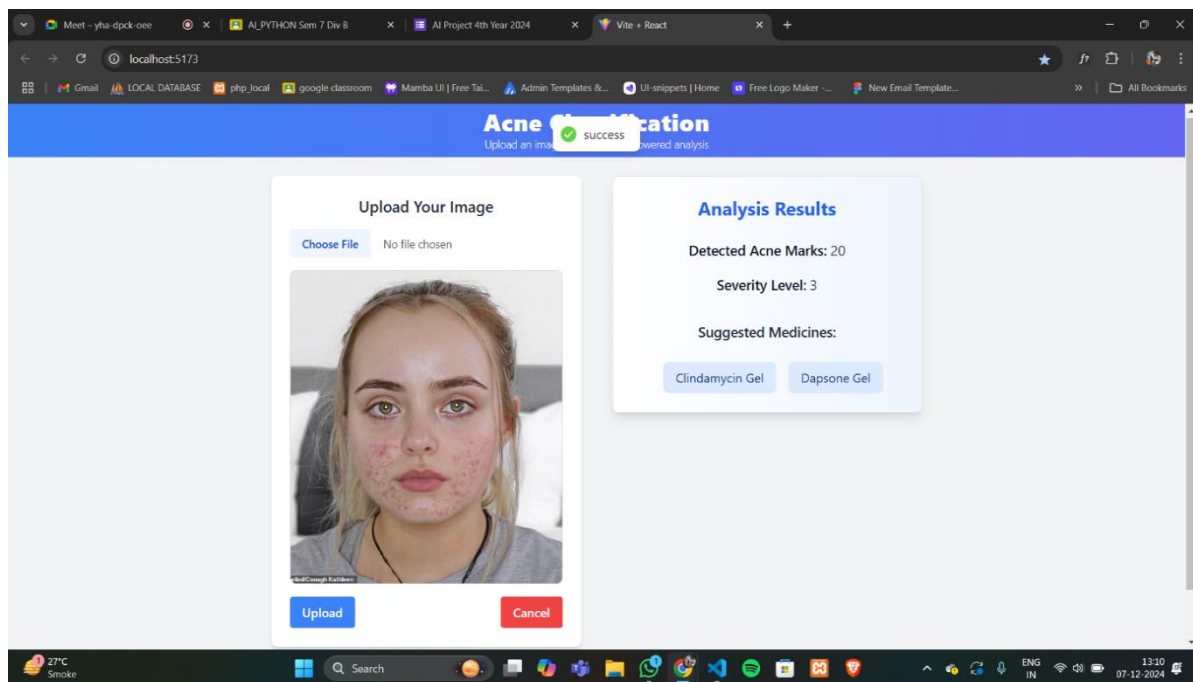 Meet – yha-dpck-oee
AI_PYTHON Sem 7 Div B
AI Project 4th Year 2024
Vite + React
localhost:5173
Gmail
LOCAL DATABASE
php_local
google classroom
Mamba UI | Free Tai...
Admin Templates &...
UI-snippets | Home
Free Logo Maker -...
New Email Template...
All Bookmarks
Acne
cation
success
Upload an
owered analysis
Upload Your Image
Choose File No file chosen
Upload
Cancel
Analysis Results
Detected Acne Marks: 20
Severity Level: 3
Suggested Medicines:
Clindamycin Gel
Dapsone Gel
27°C
Smoke
Search
ENG
IN
13:10
07-12-2024